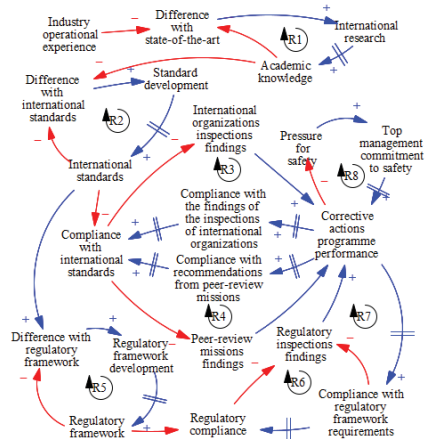 Industry
operational
experience
Difference
with
state-of-the-art
International
research
R1
Academic
knowledge
Difference
with
international
standards
Standard
development
R2
International
organizations
inspections
findings
Pressure
for
safety
Top
management
commitment
to safety
R3
R8
International
standards
Compliance with
the findings of
the inspections
of international
organizations
Corrective
actions
programme
performance
Compliance
with
international
standards
Compliance with
recommendations
from peer-review
missions
R4
R7
Difference with
regulatory
framework
Regulatory
framework
development
Peer-review
missions
findings
Regulatory
inspections
findings
R5
R6
Regulatory
framework
Regulatory
compliance
Compliance with
regulatory
framework
requirements